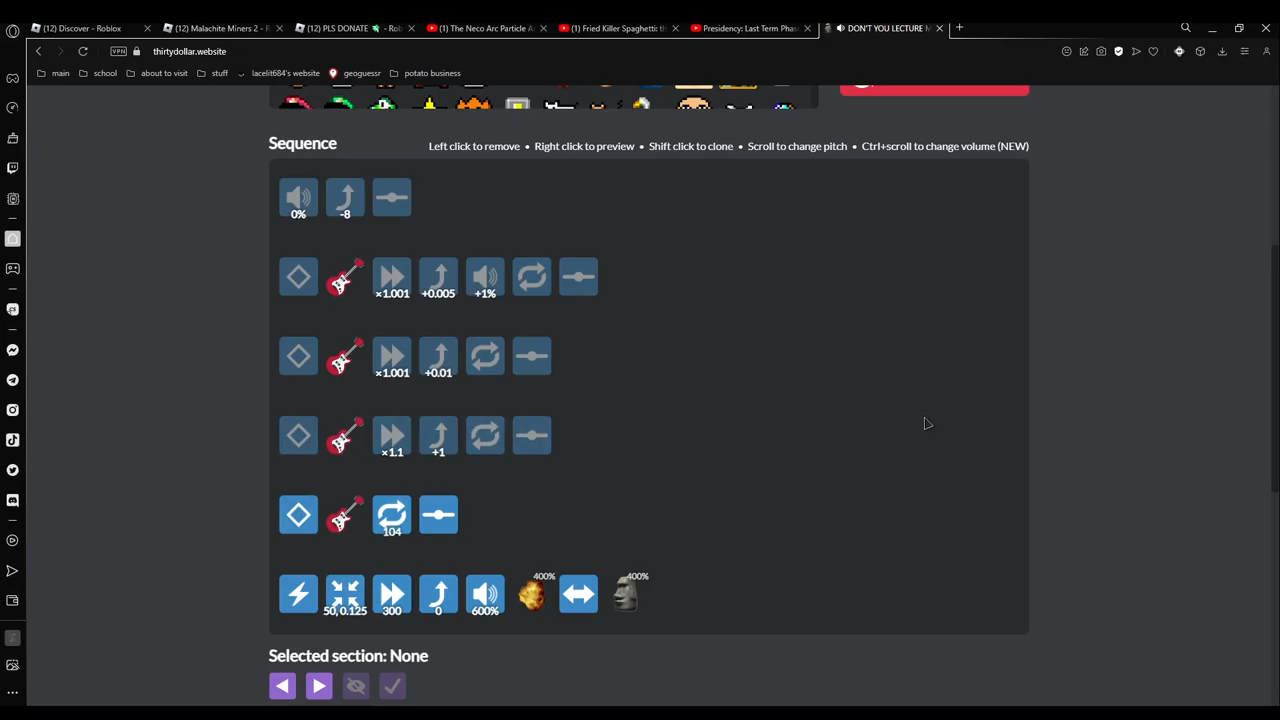 (12) Discover - Roblox
(12) Malachite Miners 2 -
(12) PLS DONATE - Rob
(1) The Neco Arc Particle A
(1) Fried Killer Spaghetti: th
Presidency: Last Term Phas
DON'T YOU LECTURE M
VPN
thirtydollar.website
main
school
about to visit
stuff
lacelit684's website
geoguessr
potato business
Sequence
Left click to remove • Right click to preview • Shift click to clone • Scroll to change pitch • Ctrl+scroll to change volume (NEW)
0% -8
×1.001 +0.005 +1%
×1.001 +0.01
×1.1 +1
104
400% 400%
50, 0.125 300 0 600%
Selected section: None